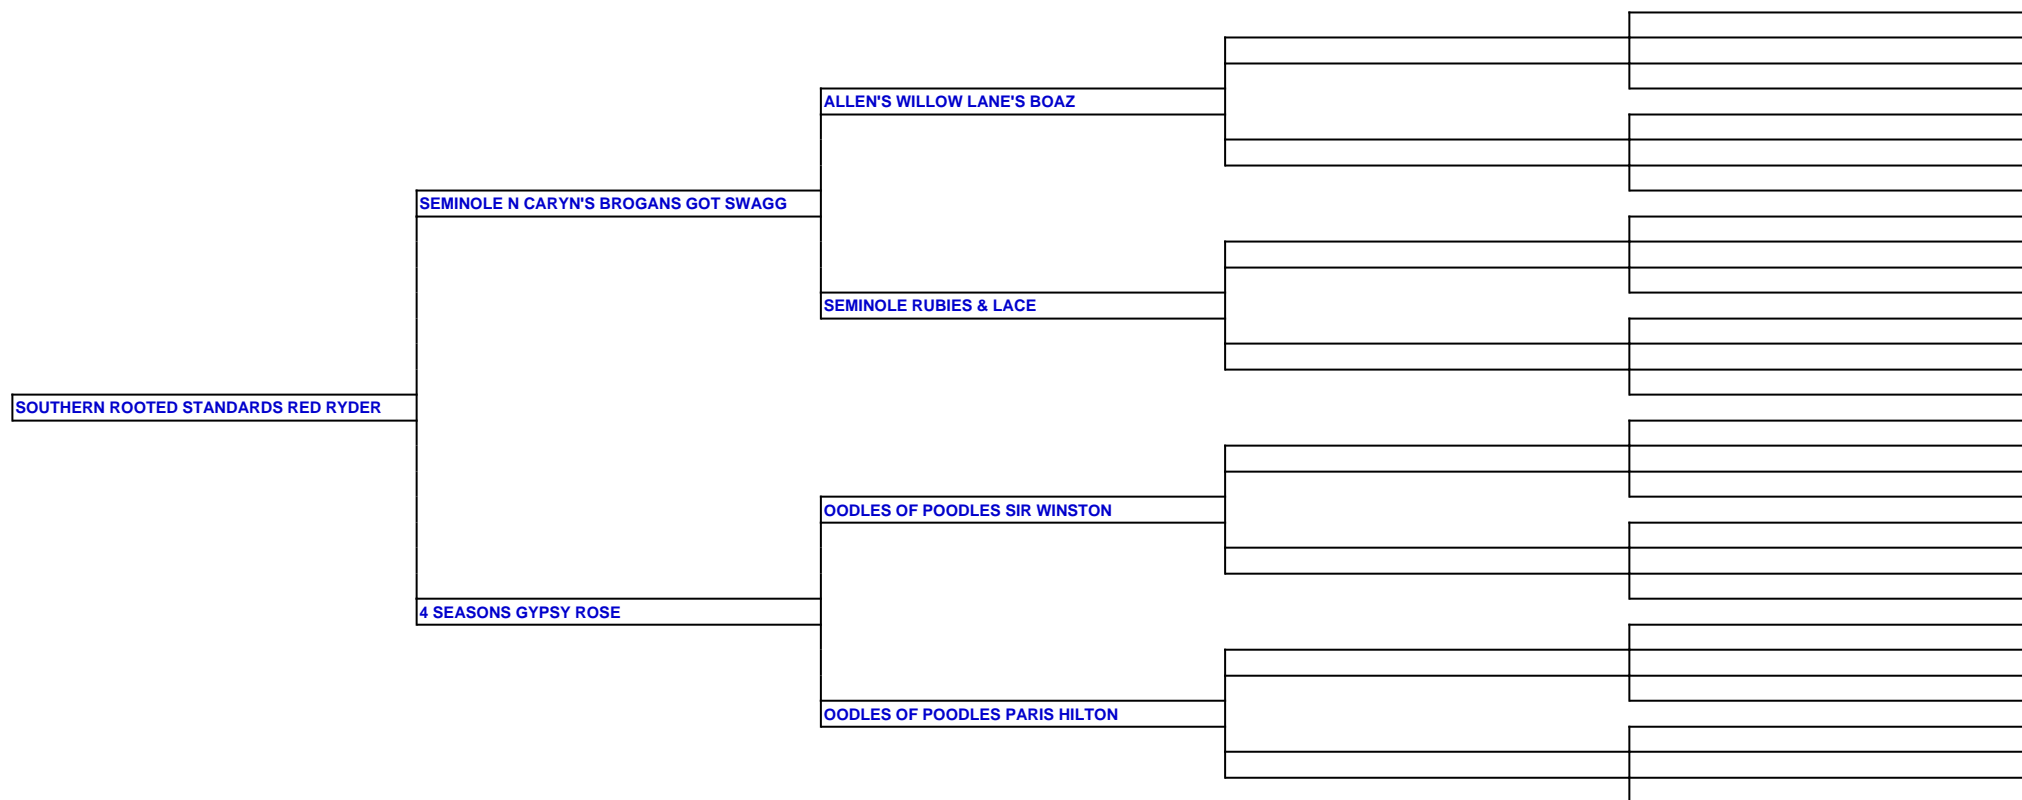 ALLEN'S WILLOW LANE'S BOAZ
SEMINOLE N CARYN'S BROGANS GOT SWAGG
SEMINOLE RUBIES & LACE
SOUTHERN ROOTED STANDARDS RED RYDER
OODLES OF POODLES SIR WINSTON
4 SEASONS GYPSY ROSE
OODLES OF POODLES PARIS HILTON